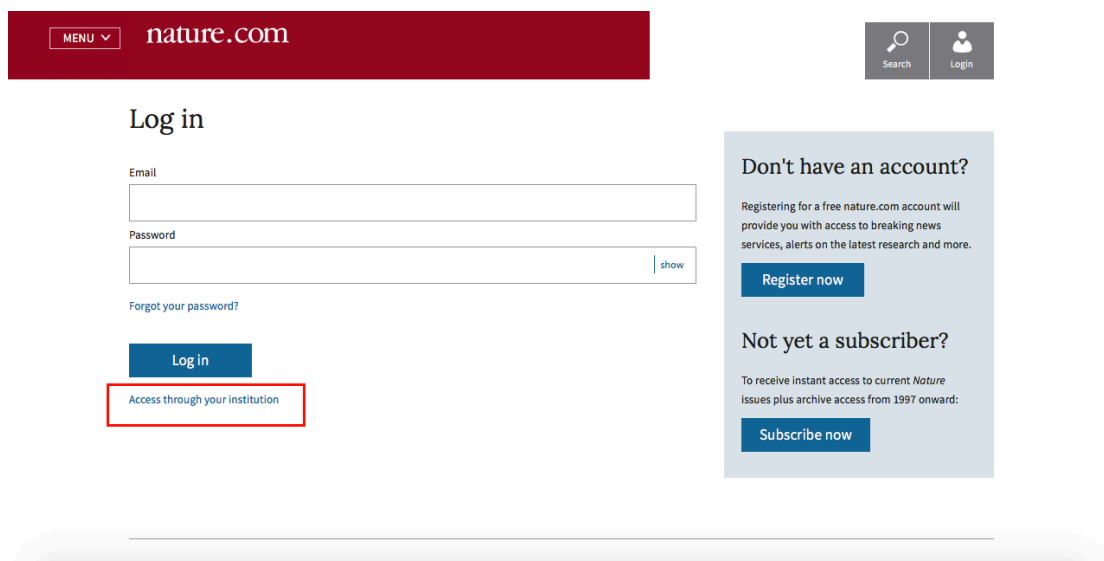 MENU
nature.com
Search
Login
Log in
Email
Password
show
Forgot your password?
Log in
Access through your institution
Don't have an account?
Registering for a free nature.com account will
provide you with access to breaking news
services, alerts on the latest research and more.
Register now
Not yet a subscriber?
To receive instant access to current Nature
issues plus archive access from 1997 onward:
Subscribe now